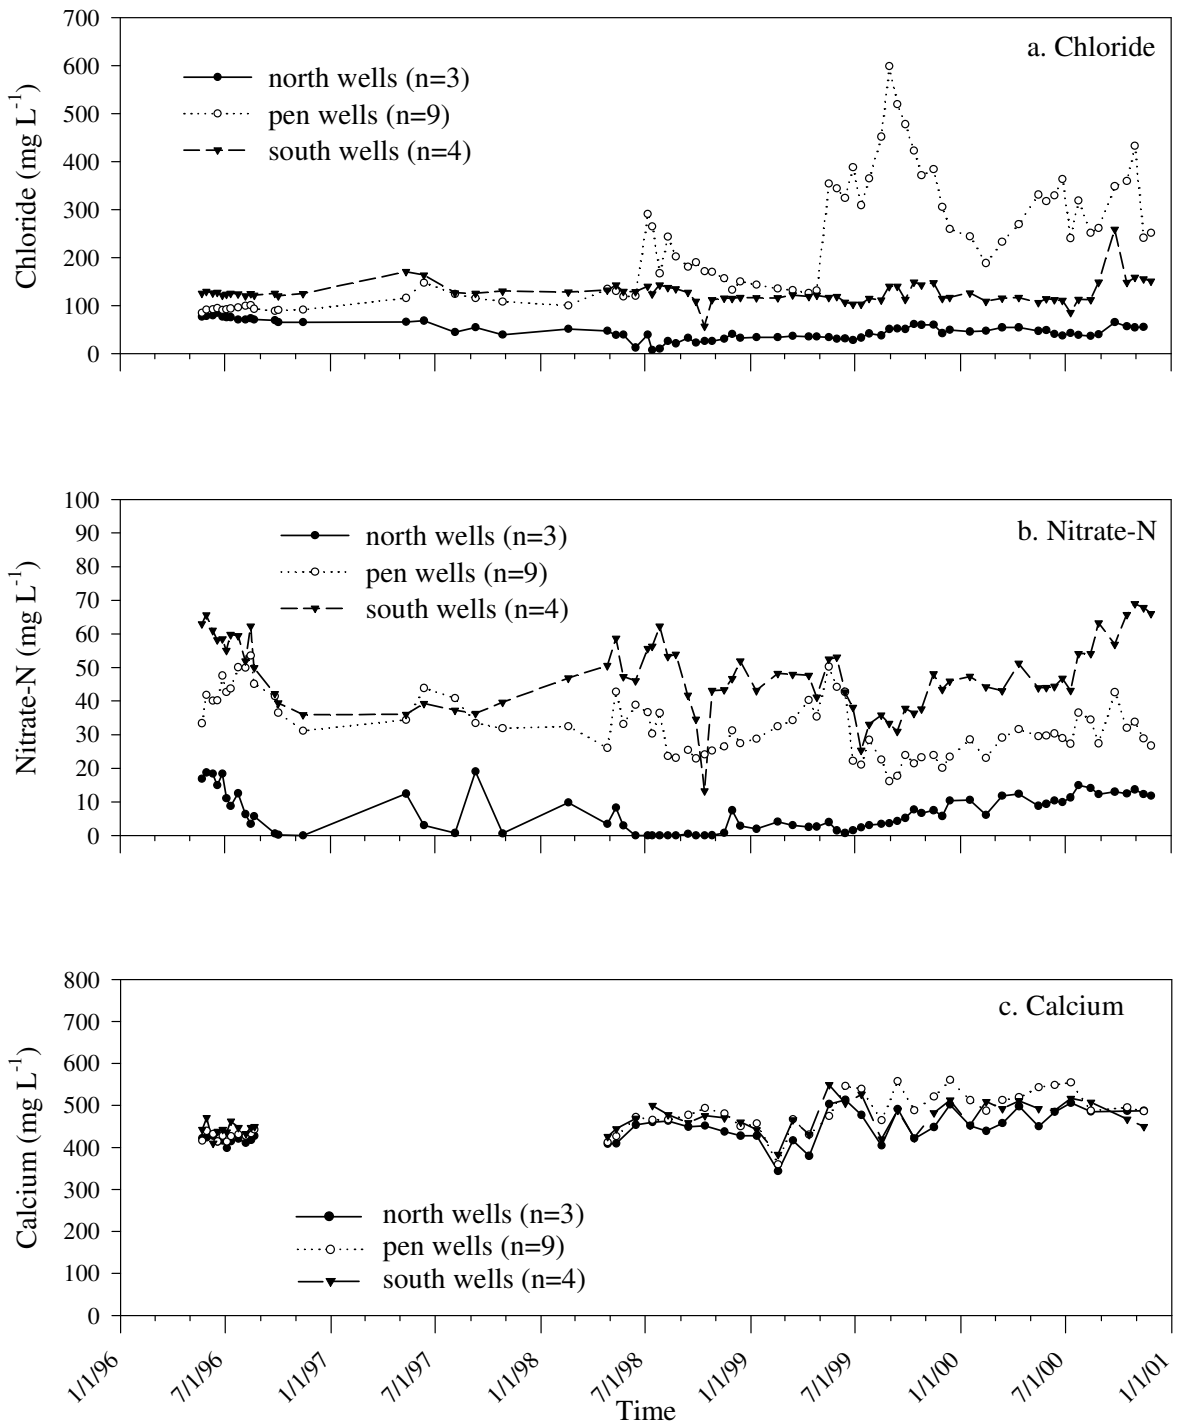 a. Chloride
Chloride (mg L-1)
700
600
500
400
300
200
100
0
north wells (n=3)
pen wells (n=9)
south wells (n=4)
b. Nitrate-N
Nitrate-N (mg L-1)
100
90
80
70
60
50
40
30
20
10
0
north wells (n=3)
pen wells (n=9)
south wells (n=4)
c. Calcium
Calcium (mg L-1)
800
700
600
500
400
300
200
100
0
north wells (n=3)
pen wells (n=9)
south wells (n=4)
1/1/96
7/1/96
1/1/97
7/1/97
1/1/98
7/1/98
1/1/99
7/1/99
1/1/00
7/1/00
1/1/01
Time